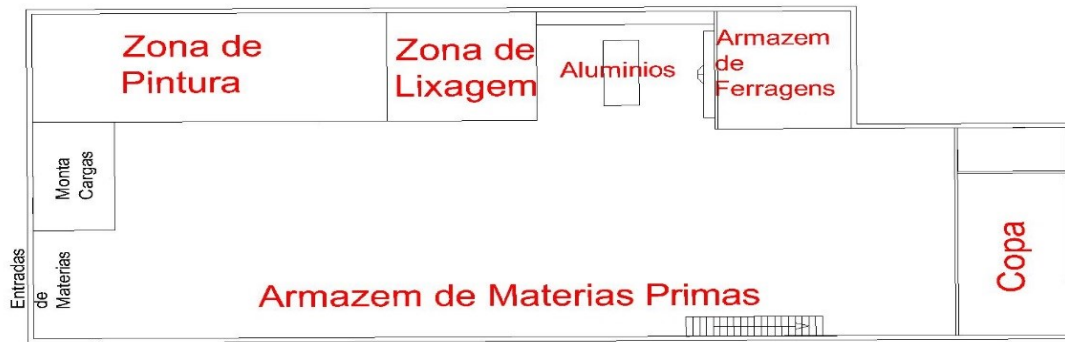 Zona de
Pintura
Zona de
Lixagem
Aluminios
Armazem
de
Ferragens
Monta
Cargas
Entradas
de
Materias
Armazem de Materias Primas
Copa